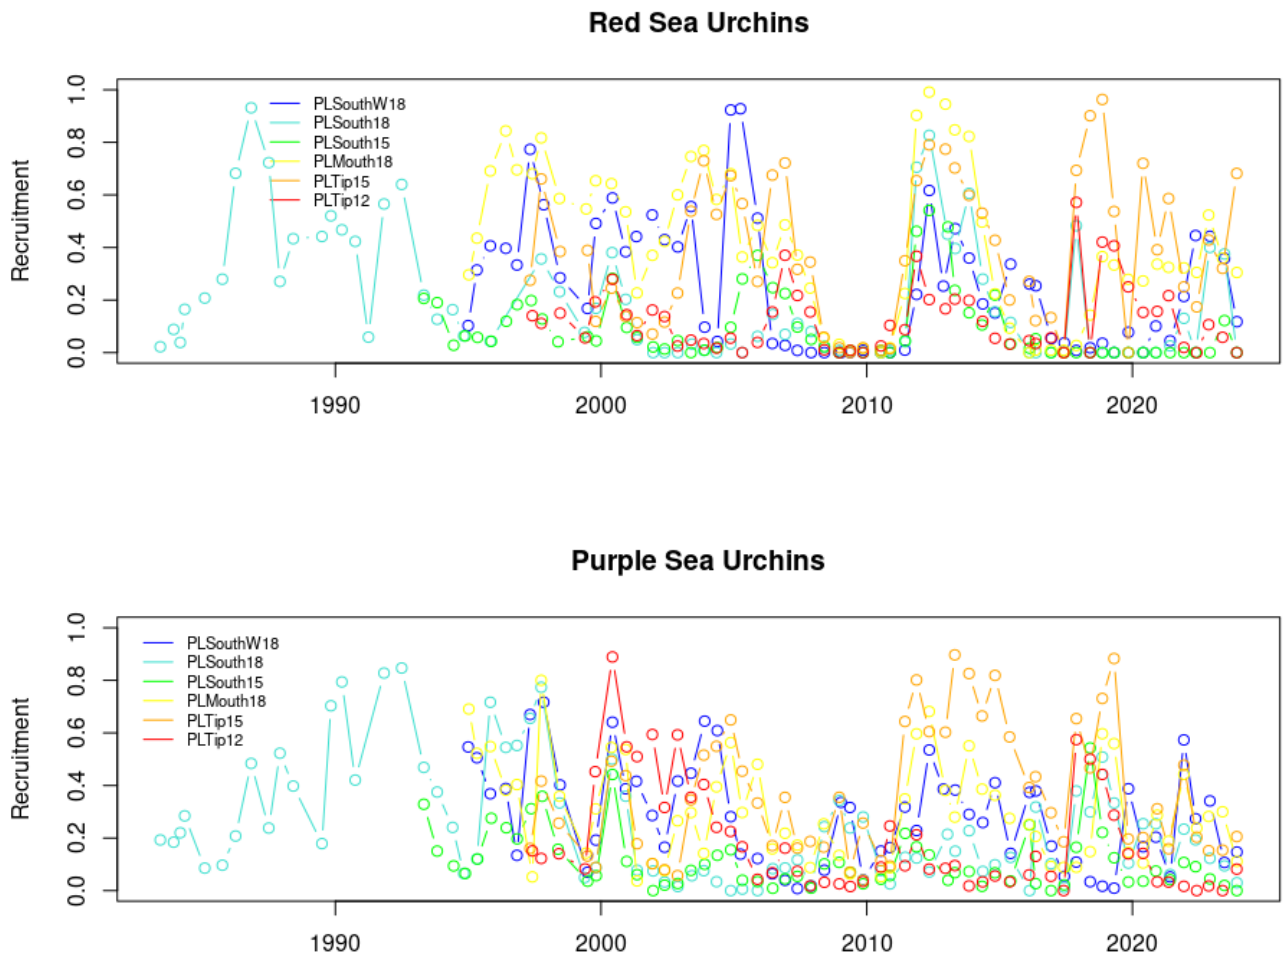 Red Sea Urchins
Recruitment
0.0 0.2 0.4 0.6 0.8 1.0
PLSouthW18
PLSouth18
PLSouth15
PLMouth18
PLTip15
PLTip12
1990 2000 2010 2020
Purple Sea Urchins
Recruitment
0.0 0.2 0.4 0.6 0.8 1.0
PLSouthW18
PLSouth18
PLSouth15
PLMouth18
PLTip15
PLTip12
1990 2000 2010 2020